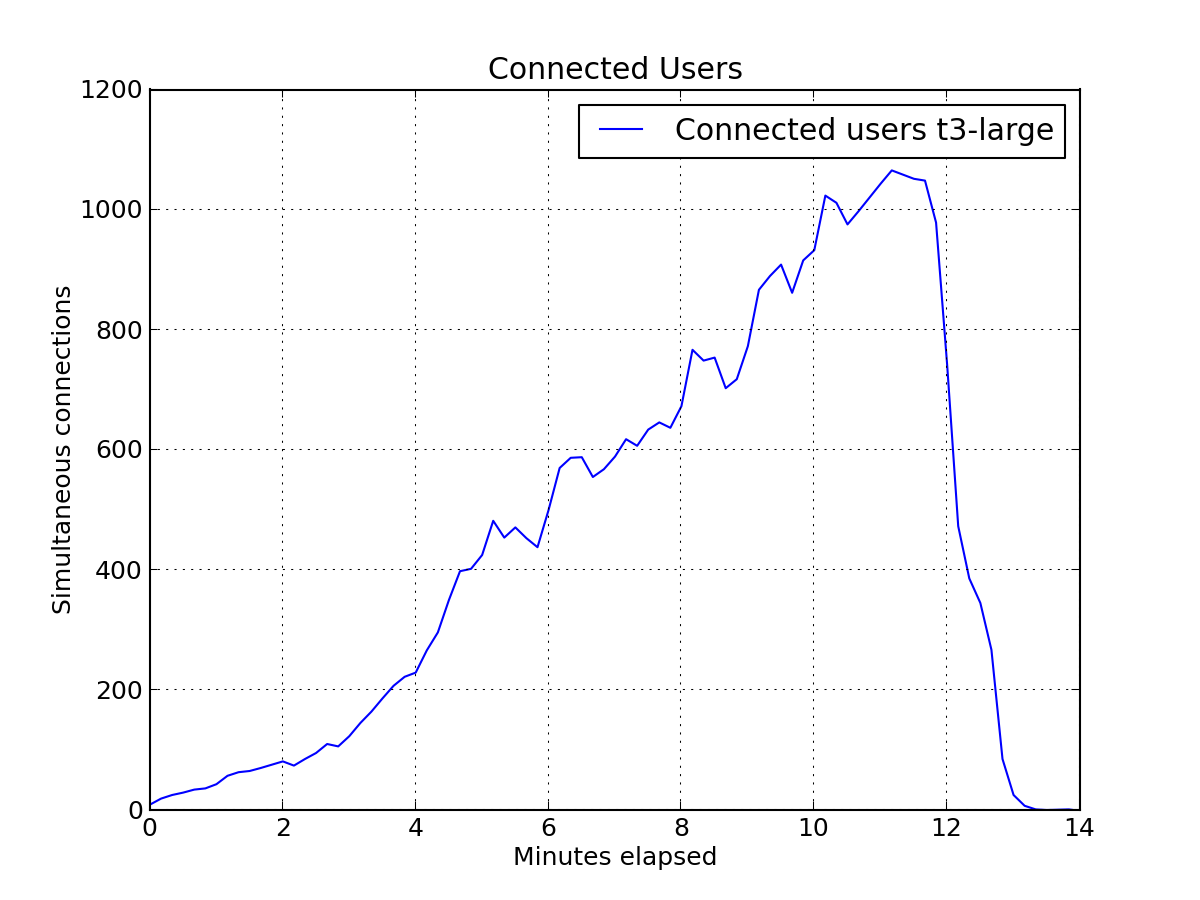 Connected Users
Connected users t3-large
1200
1000
800
600
400
200
0
Simultaneous connections
0 2 4 6 8 10 12 14
Minutes elapsed